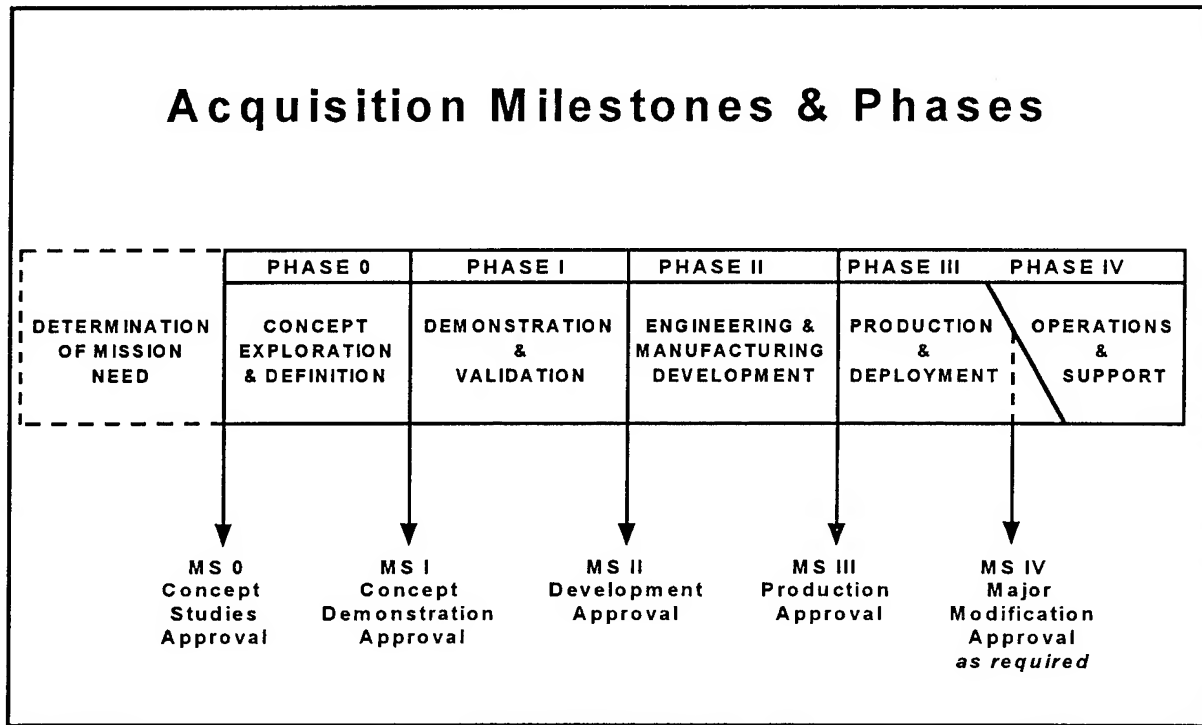 Acquisition Milestones & Phases
PHASE 0
PHASE I
PHASE II
PHASE III
PHASE IV
DETERMINATION
OF MISSION
NEED
CONCEPT
EXPLORATION
& DEFINITION
DEMONSTRATION
&
VALIDATION
ENGINEERING &
MANUFACTURING
DEVELOPMENT
PRODUCTION
&
DEPLOYMENT
OPERATIONS
&
SUPPORT
MS 0
Concept
Studies
Approval
MS I
Concept
Demonstration
Approval
MS II
Development
Approval
MS III
Production
Approval
MS IV
Major
Modification
Approval
as required